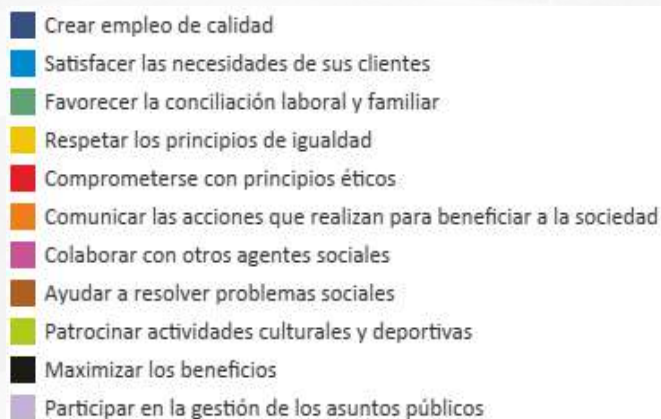 Crear empleo de calidad
Satisfacer las necesidades de sus clientes
Favorecer la conciliación laboral y familiar
Respetar los principios de igualdad
Comprometerse con principios éticos
Comunicar las acciones que realizan para beneficiar a la sociedad
Colaborar con otros agentes sociales
Ayudar a resolver problemas sociales
Patrocinar actividades culturales y deportivas
Maximizar los beneficios
Participar en la gestión de los asuntos públicos